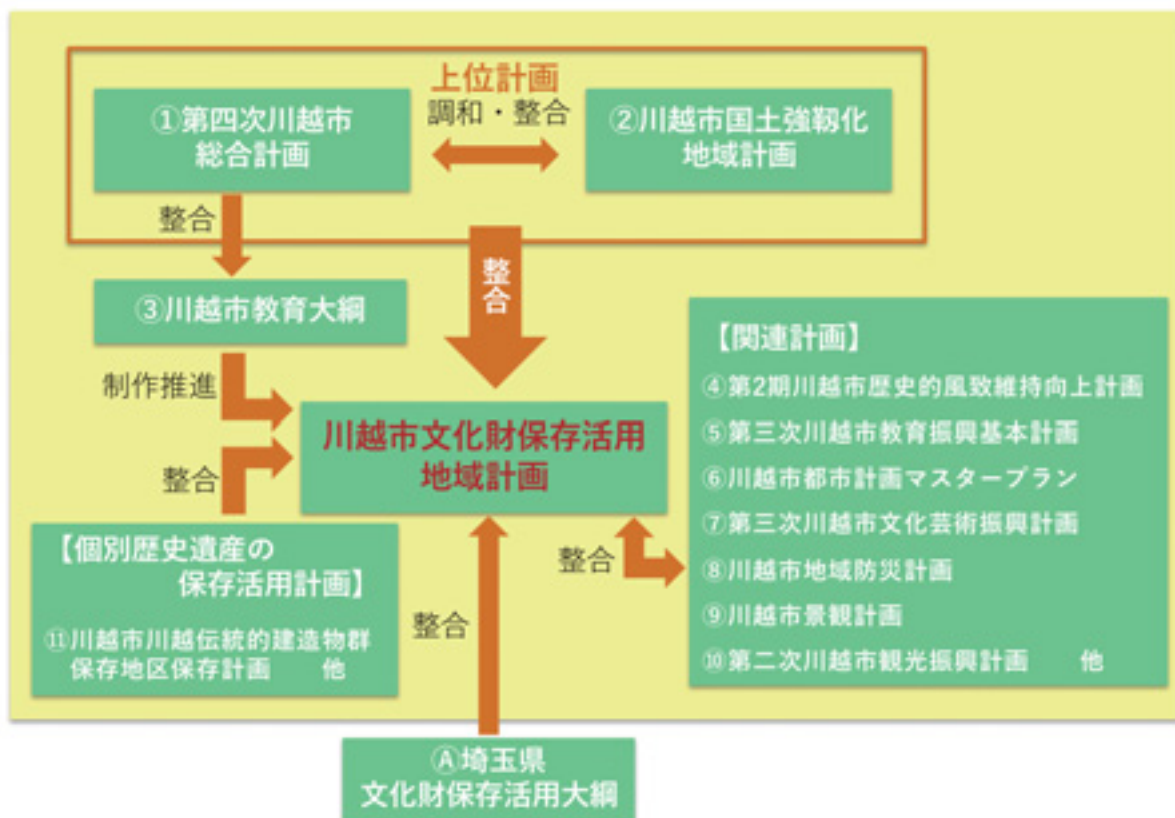 上位計画
調和・整合
①第四次川越市
総合計画
②川越市国土強靱化
地域計画
整合
整合
③川越市教育大綱
制作推進
川越市文化財保存活用
地域計画
整合
【個別歴史遺産の
保存活用計画】
⑪川越市川越伝統的建造物群
保存地区保存計画 他
【関連計画】
④第2期川越市歴史的風致維持向上計画
⑤第三次川越市教育振興基本計画
⑥川越市都市計画マスタープラン
⑦第三次川越市文化芸術振興計画
⑧川越市地域防災計画
⑨川越市景観計画
⑩第二次川越市観光振興計画 他
整合
整合
Ⓐ埼玉県
文化財保存活用大綱